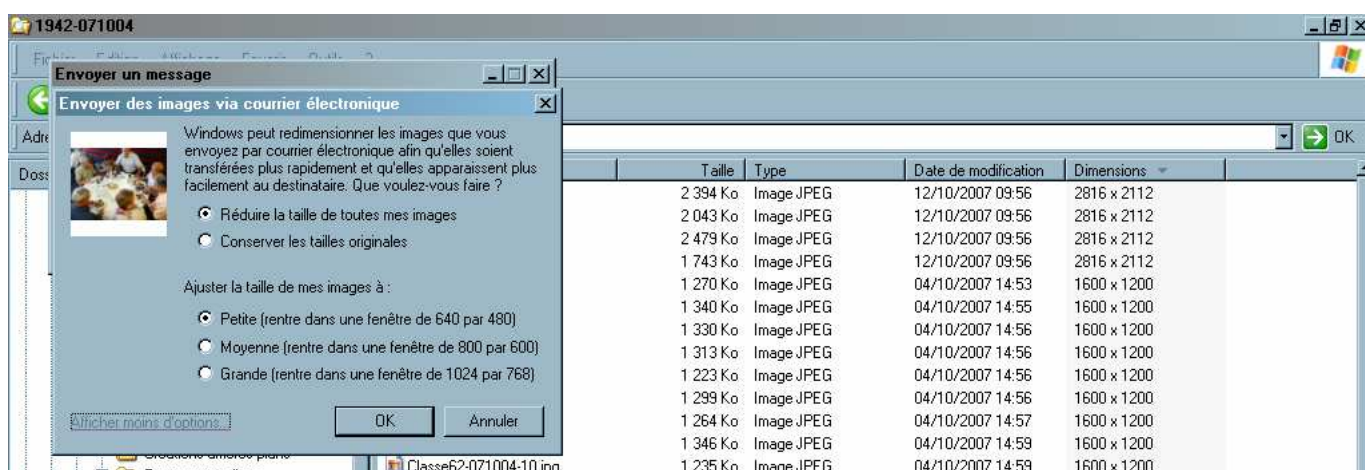 1942-071004
Fichier Edition Affichage Favoris Outils ?
Envoyer un message
Envoyer des images via courrier électronique
Adre
OK
Windows peut redimensionner les images que vous
envoyez par courrier électronique afin qu'elles soient
transférées plus rapidement et qu'elles apparaissent plus
facilement au destinataire. Que voulez-vous faire ?
Réduire la taille de toutes mes images
Conserver les tailles originales
Ajuster la taille de mes images à :
Petite (rentre dans une fenêtre de 640 par 480)
Moyenne (rentre dans une fenêtre de 800 par 600)
Grande (rentre dans une fenêtre de 1024 par 768)
Afficher moins d'options...
OK Annuler
Doss
Taille Type Date de modification Dimensions
2 394 Ko Image JPEG 12/10/2007 09:56 2816 x 2112
2 043 Ko Image JPEG 12/10/2007 09:56 2816 x 2112
2 479 Ko Image JPEG 12/10/2007 09:56 2816 x 2112
1 743 Ko Image JPEG 12/10/2007 09:56 2816 x 2112
1 270 Ko Image JPEG 04/10/2007 14:53 1600 x 1200
1 340 Ko Image JPEG 04/10/2007 14:55 1600 x 1200
1 330 Ko Image JPEG 04/10/2007 14:56 1600 x 1200
1 313 Ko Image JPEG 04/10/2007 14:56 1600 x 1200
1 223 Ko Image JPEG 04/10/2007 14:56 1600 x 1200
1 299 Ko Image JPEG 04/10/2007 14:56 1600 x 1200
1 264 Ko Image JPEG 04/10/2007 14:57 1600 x 1200
1 346 Ko Image JPEG 04/10/2007 14:59 1600 x 1200
Classe62-071004-10.jpg 1 235 Ko Image JPEG 04/10/2007 14:59 1600 x 1200